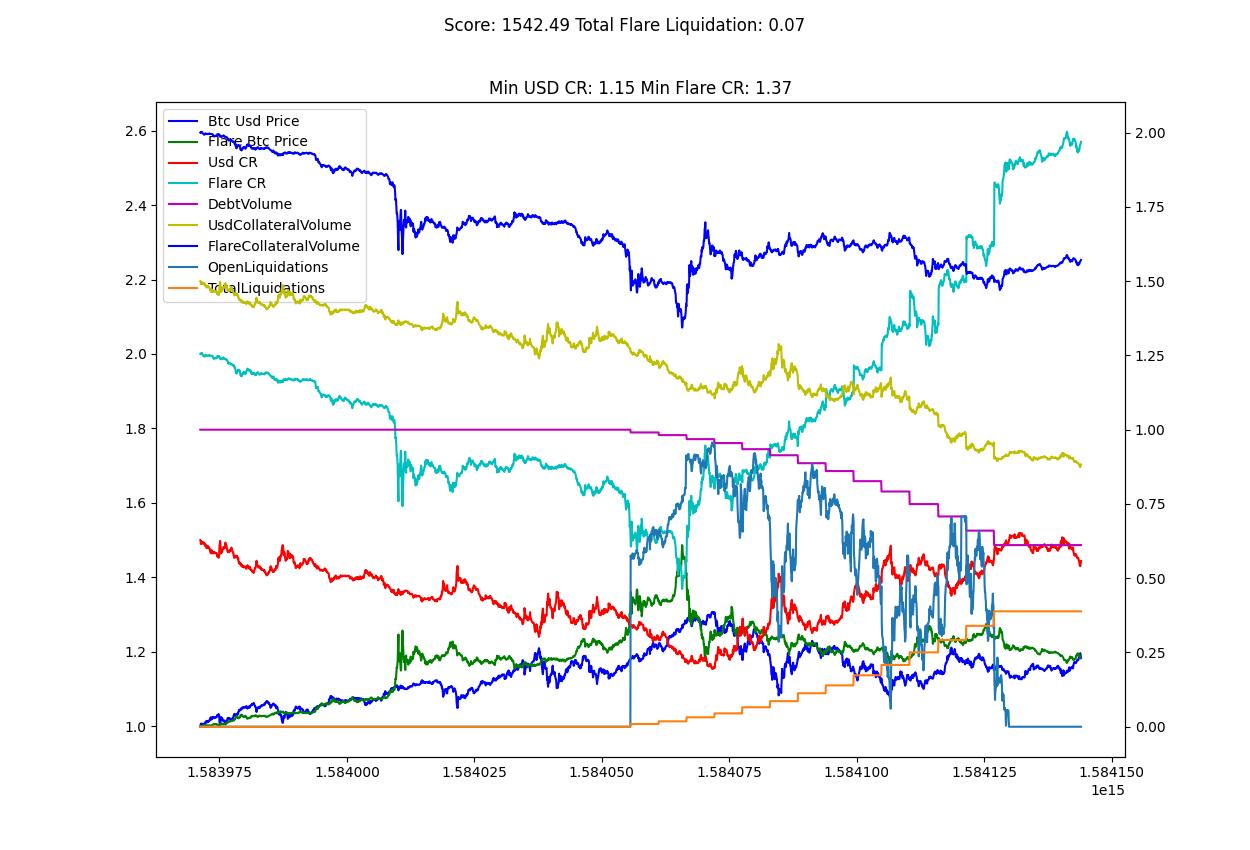 Score: 1542.49 Total Flare Liquidation: 0.07
Min USD CR: 1.15 Min Flare CR: 1.37
Btc Usd Price
Flare Btc Price
Usd CR
Flare CR
DebtVolume
UsdCollateralVolume
FlareCollateralVolume
OpenLiquidations
TotalLiquidations
2.6
2.4
2.2
2.0
1.8
1.6
1.4
1.2
1.0
2.00
1.75
1.50
1.25
1.00
0.75
0.50
0.25
0.00
1.583975 1.584000 1.584025 1.584050 1.584075 1.584100 1.584125 1.584150
1e15